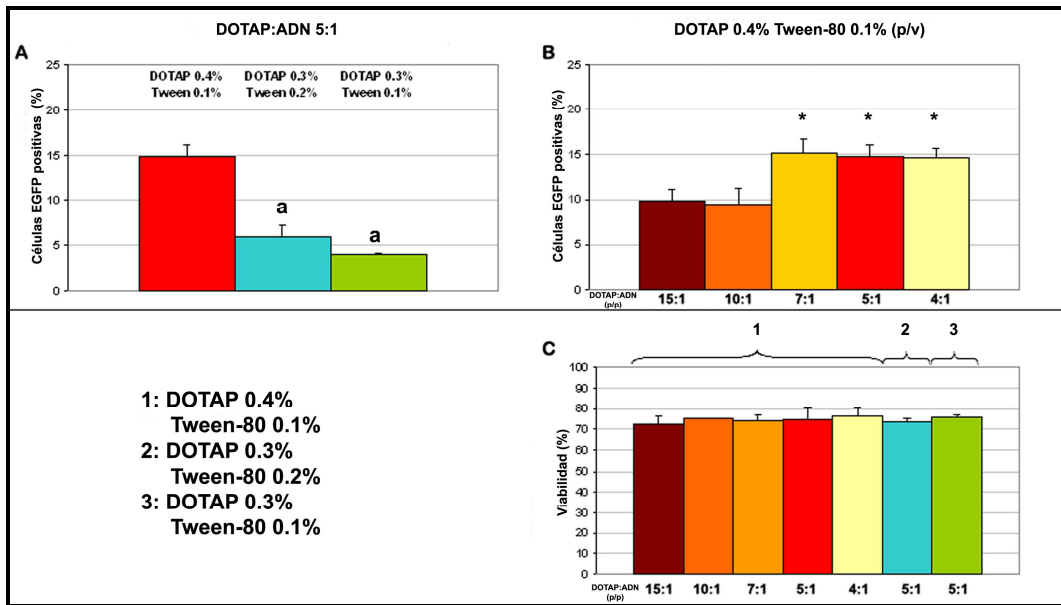 DOTAP:ADN 5:1
A
DOTAP 0.4% DOTAP 0.3% DOTAP 0.3%
Tween 0.1% Tween 0.2% Tween 0.1%
Células EGFP positivas (%)
25
20
15
10
5
0
a
a
DOTAP 0.4% Tween-80 0.1% (p/v)
B
Células EGFP positivas (%)
25
20
15
10
5
0
* * *
DOTAP:ADN
(p/p)
15:1 10:1 7:1 5:1 4:1
1: DOTAP 0.4%
Tween-80 0.1%
2: DOTAP 0.3%
Tween-80 0.2%
3: DOTAP 0.3%
Tween-80 0.1%
1 2 3
C
Viabilidad (%)
100
90
80
70
60
50
40
30
20
10
0
DOTAP:ADN
(p/p)
15:1 10:1 7:1 5:1 4:1 5:1 5:1